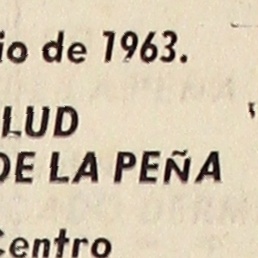 io de 1963.
LUD
DE LA PEÑA
Centro